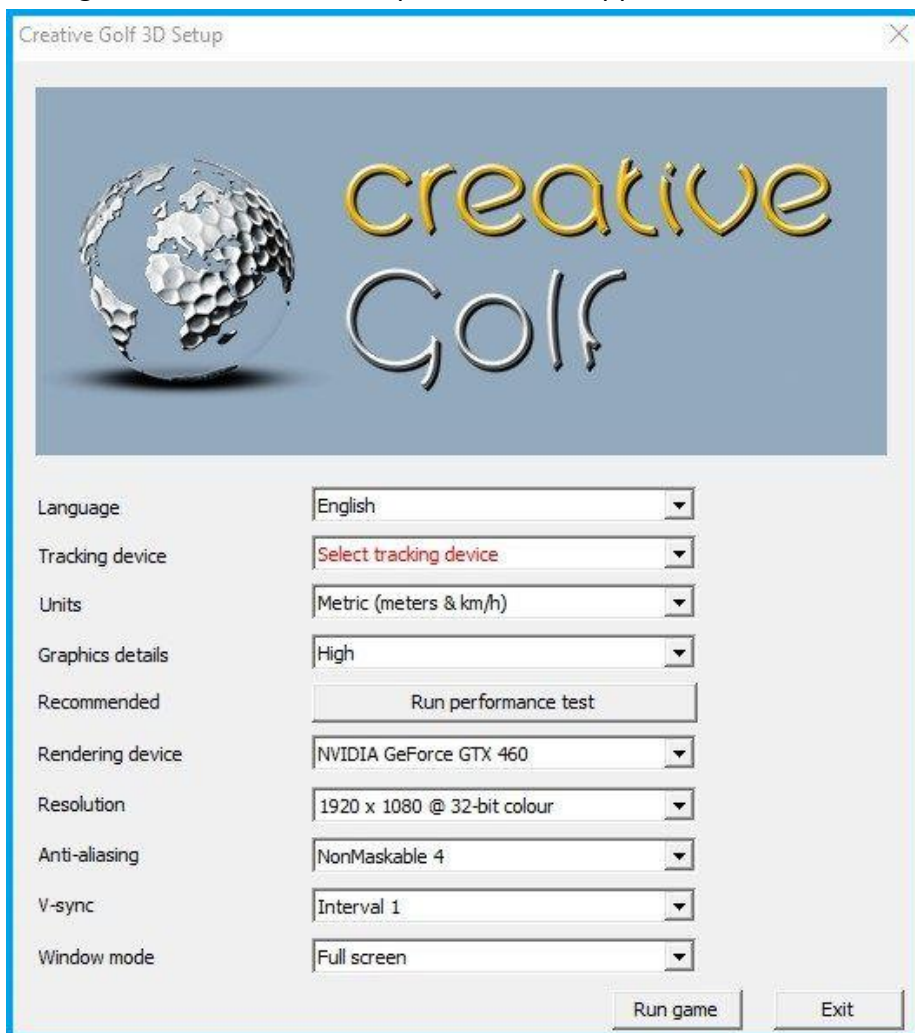 Creative Golf 3D Setup
creative
Golf
Language English
Tracking device Select tracking device
Units Metric (meters & km/h)
Graphics details High
Recommended Run performance test
Rendering device NVIDIA GeForce GTX 460
Resolution 1920 x 1080 @ 32-bit colour
Anti-aliasing NonMaskable 4
V-sync Interval 1
Window mode Full screen
Run game Exit